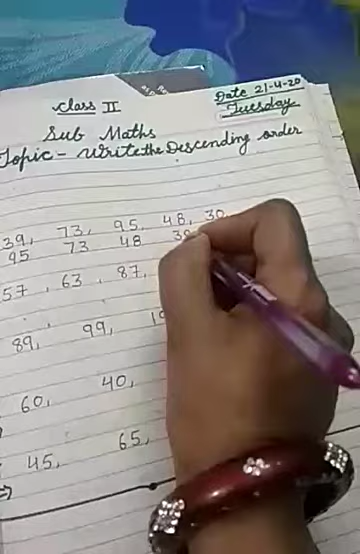 Class II
Date 21-4-20
Tuesday
Sub Maths
Topic - Write the Descending order
39, 73, 95, 48, 30
95 73 48
57, 63, 87,
89, 99,
60, 40,
45, 65,